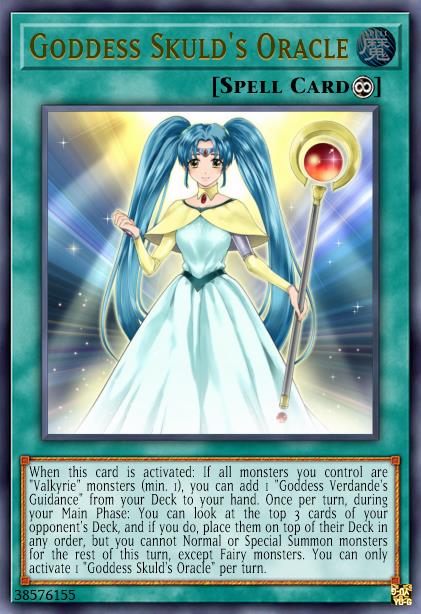 Goddess Skuld's Oracle
[Spell Card]
When this card is activated: If all monsters you control are
"Valkyrie" monsters (min. 1), you can add 1 "Goddess Verdande's
Guidance" from your Deck to your hand. Once per turn, during
your Main Phase: You can look at the top 3 cards of your
opponent's Deck, and if you do, place them on top of their Deck in
any order, but you cannot Normal or Special Summon monsters
for the rest of this turn, except Fairy monsters. You can only
activate 1 "Goddess Skuld's Oracle" per turn.
38576155